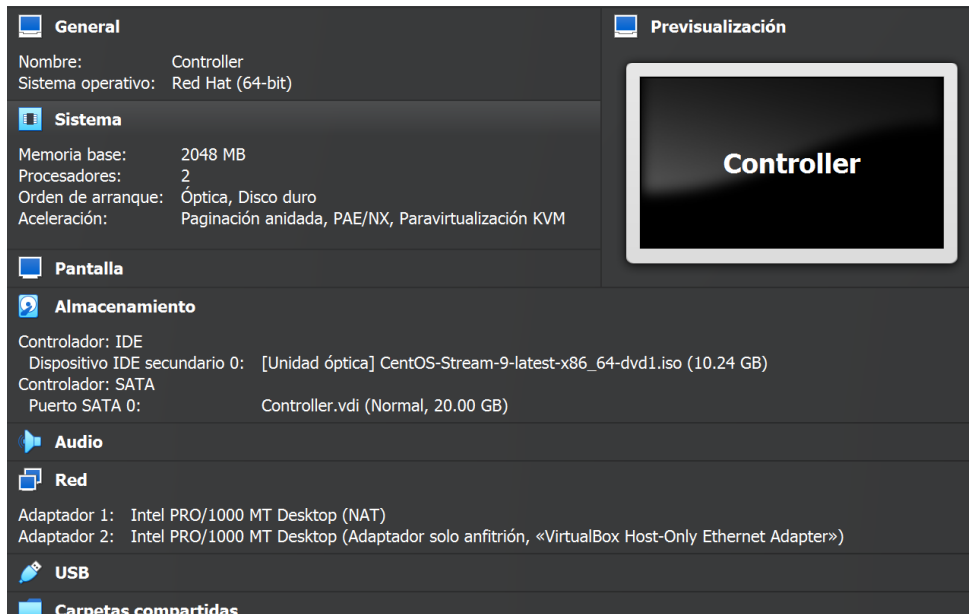 General
Nombre: Controller
Sistema operativo: Red Hat (64-bit)
Sistema
Memoria base: 2048 MB
Procesadores: 2
Orden de arranque: Óptica, Disco duro
Aceleración: Paginación anidada, PAE/NX, Paravirtualización KVM
Pantalla
Previsualización
Controller
Almacenamiento
Controlador: IDE
Dispositivo IDE secundario 0: [Unidad óptica] CentOS-Stream-9-latest-x86_64-dvd1.iso (10.24 GB)
Controlador: SATA
Puerto SATA 0: Controller.vdi (Normal, 20.00 GB)
Audio
Red
Adaptador 1: Intel PRO/1000 MT Desktop (NAT)
Adaptador 2: Intel PRO/1000 MT Desktop (Adaptador solo anfitrión, «VirtualBox Host-Only Ethernet Adapter»)
USB
Carpetas compartidas